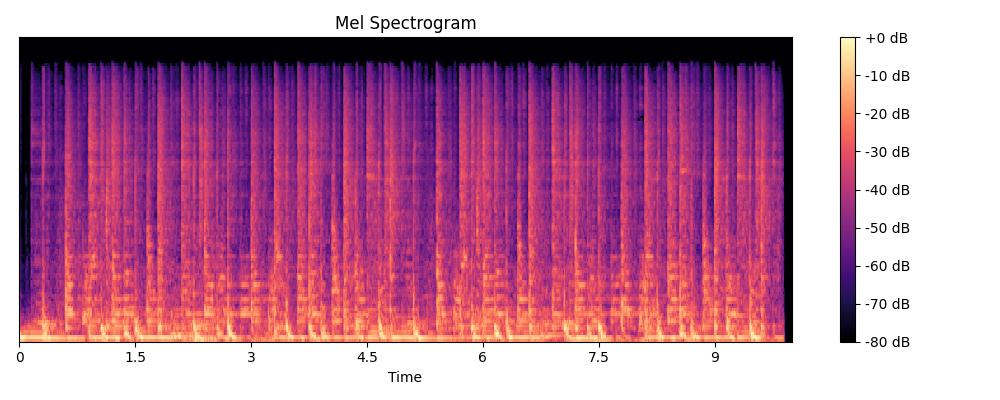 Mel Spectrogram
+0 dB
-10 dB
-20 dB
-30 dB
-40 dB
-50 dB
-60 dB
-70 dB
-80 dB
0 1.5 3 4.5 6 7.5 9
Time